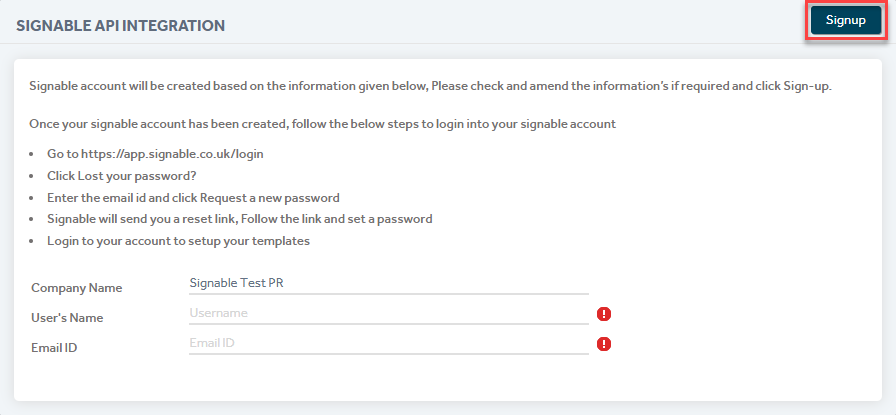 SIGNABLE API INTEGRATION
Signup
Signable account will be created based on the information given below, Please check and amend the information's if required and click Sign-up.
Once your signable account has been created, follow the below steps to login into your signable account
• Go to https://app.signable.co.uk/login
• Click Lost your password?
• Enter the email id and click Request a new password
• Signable will send you a reset link, Follow the link and set a password
• Login to your account to setup your templates
Company Name Signable Test PR
User's Name Username !
Email ID Email ID !